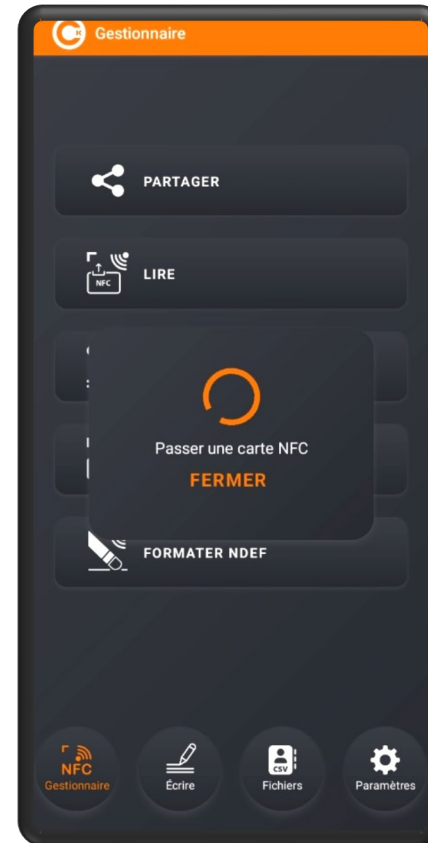 Gestionnaire
PARTAGER
NFC
LIRE
Passer une carte NFC
FERMER
FORMATER NDEF
NFC
Gestionnaire
Écrire
CSV
Fichiers
Paramètres